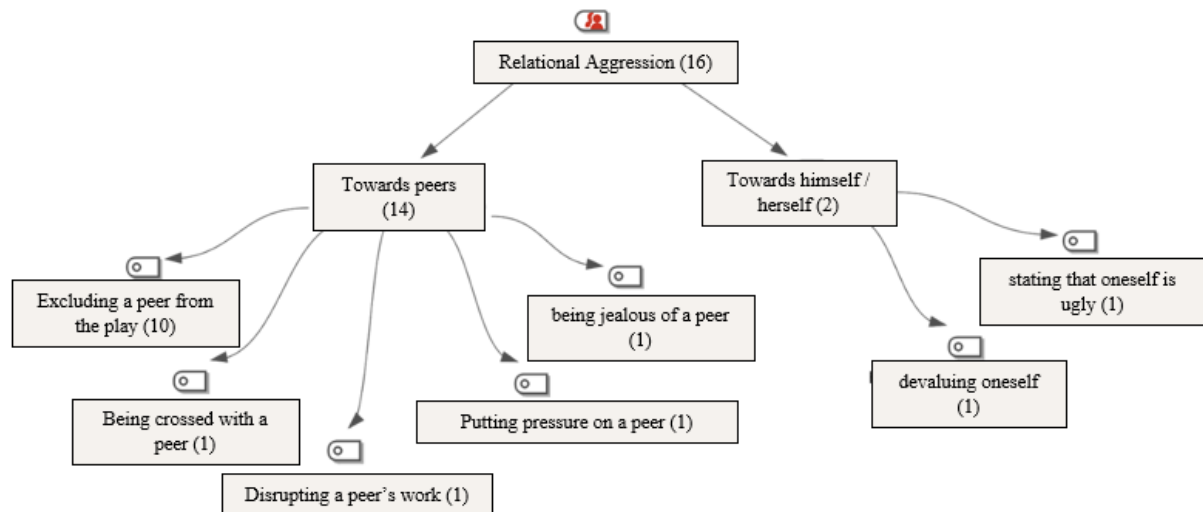 Relational Aggression (16)
Towards peers
(14)
Towards himself /
herself (2)
Excluding a peer from
the play (10)
Being crossed with a
peer (1)
Disrupting a peer’s work (1)
Putting pressure on a peer (1)
being jealous of a peer
(1)
devaluing oneself
(1)
stating that oneself is
ugly (1)